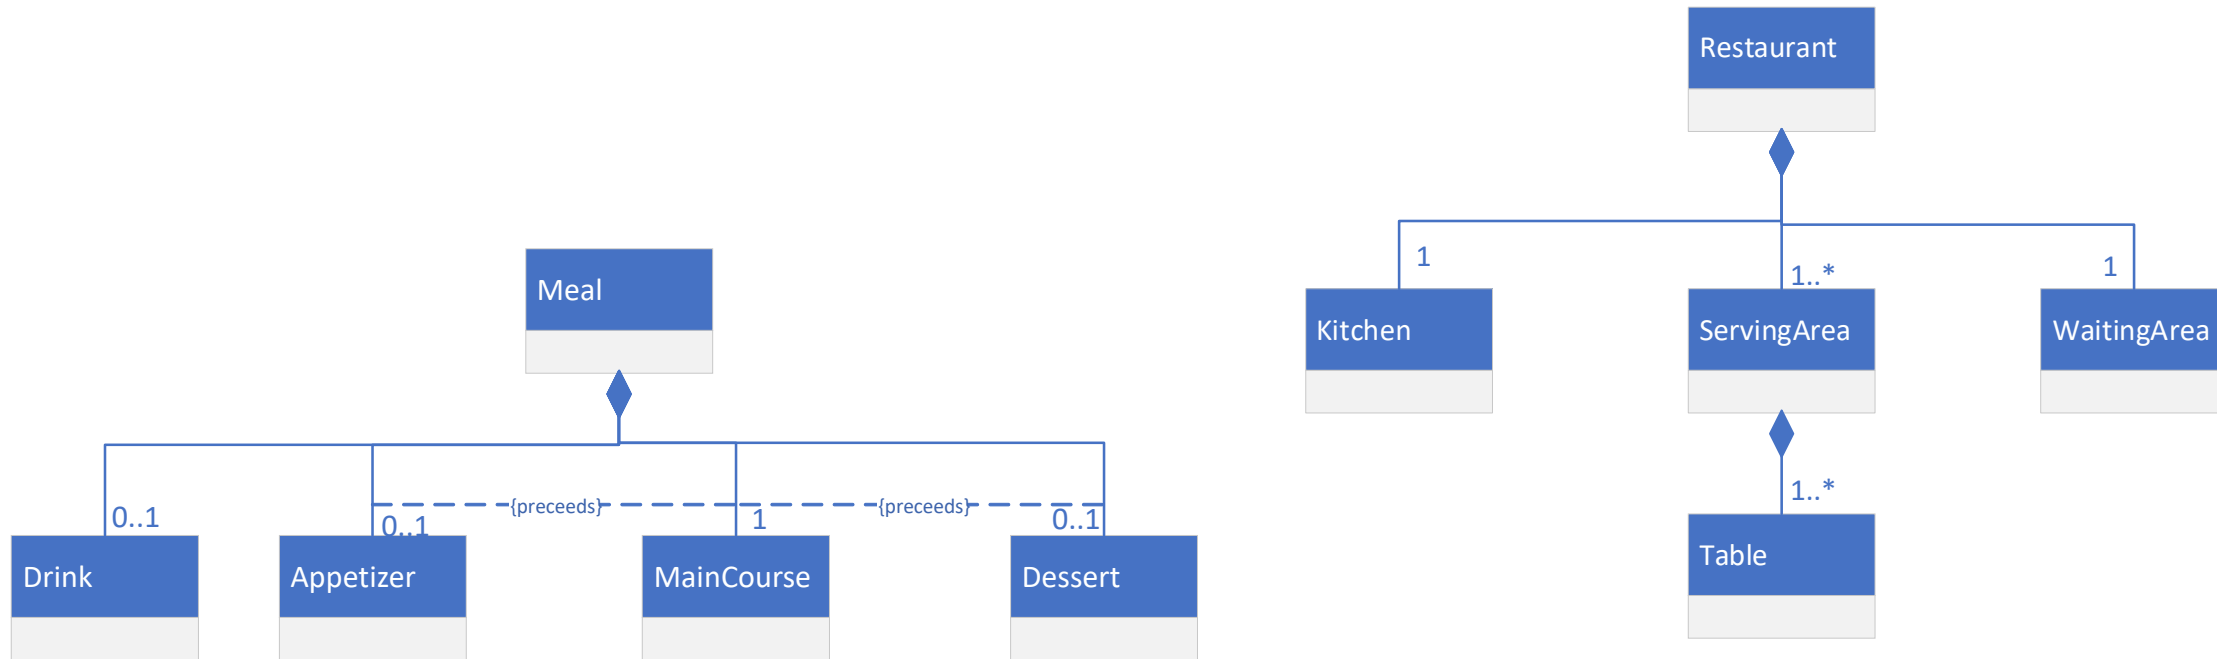 Restaurant
Meal
1
1..*
1
Kitchen
ServingArea
WaitingArea
0..1
0..1
{preceeds}
1
{preceeds}
0..1
1..*
Drink
Appetizer
MainCourse
Dessert
Table